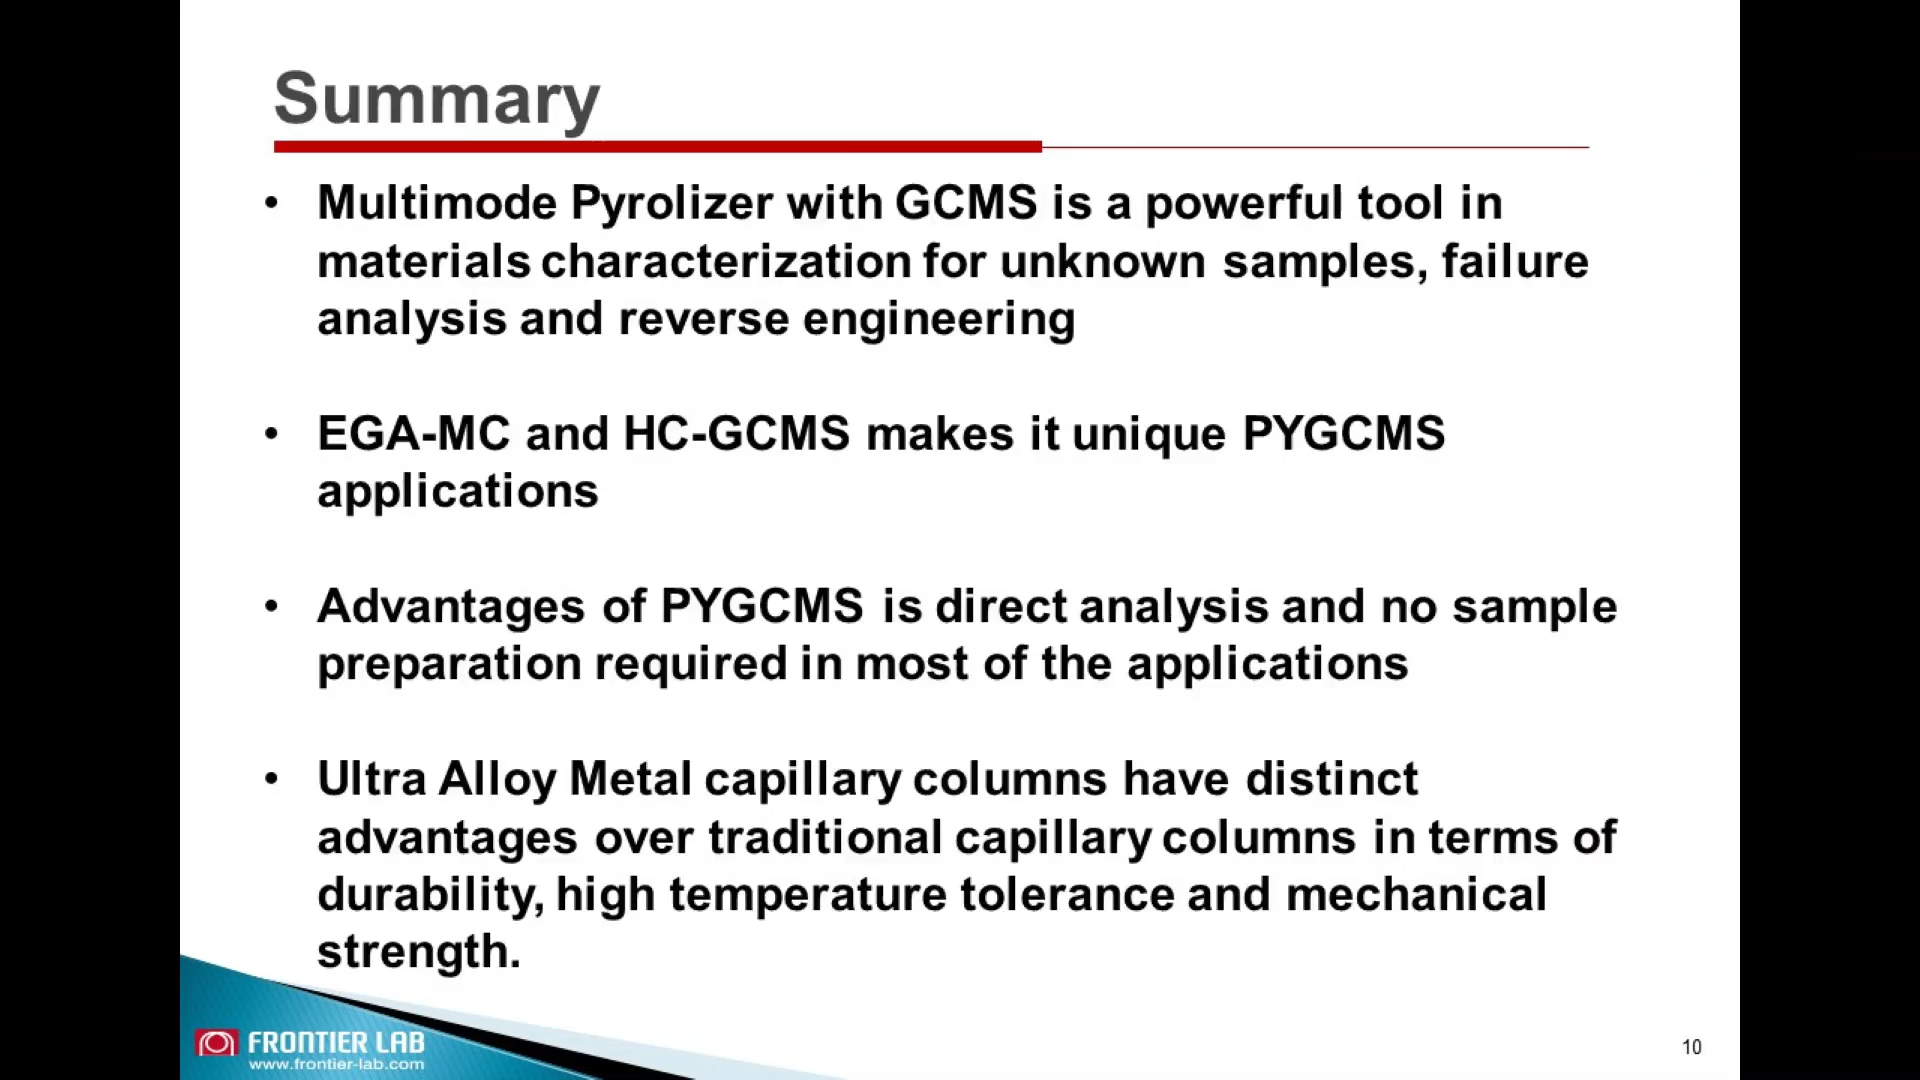 Summary
• Multimode Pyrolizer with GCMS is a powerful tool in
materials characterization for unknown samples, failure
analysis and reverse engineering
• EGA-MC and HC-GCMS makes it unique PYGCMS
applications
• Advantages of PYGCMS is direct analysis and no sample
preparation required in most of the applications
• Ultra Alloy Metal capillary columns have distinct
advantages over traditional capillary columns in terms of
durability, high temperature tolerance and mechanical
strength.
FRONTIER LAB
www.frontier-lab.com
10